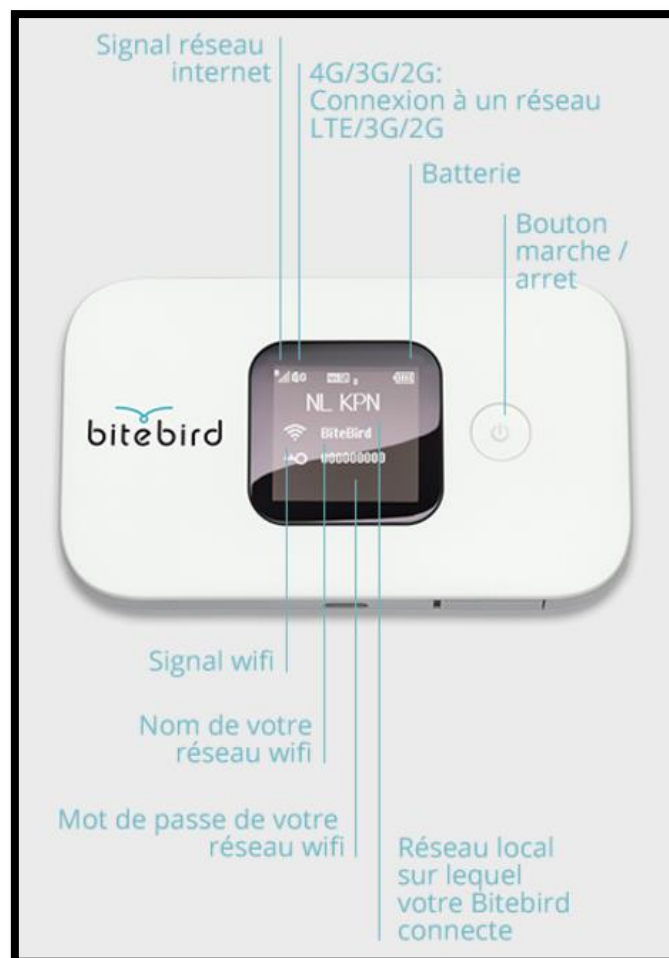 Signal réseau
internet
4G/3G/2G:
Connexion à un réseau
LTE/3G/2G
Batterie
Bouton
marche /
arret
bitebird
NL KPN
BiteBird
Signal wifi
Nom de votre
réseau wifi
Mot de passe de votre
réseau wifi
Réseau local
sur lequel
votre Bitebird
connecte